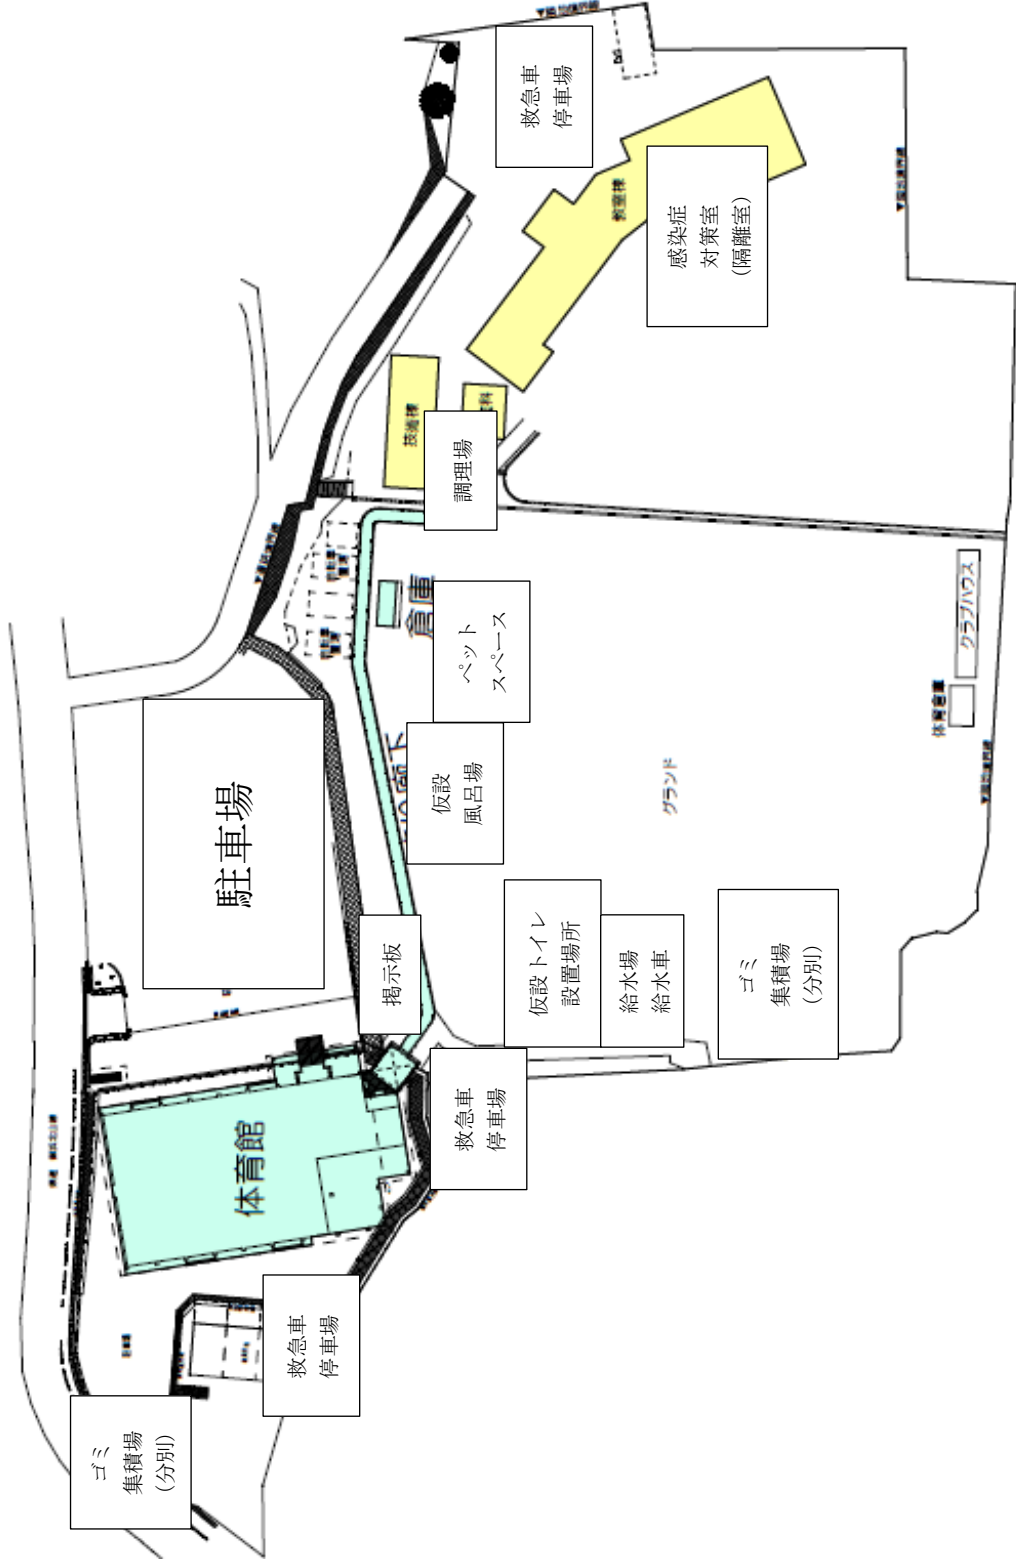 ゴミ
集積場
(分別)
救急車
停車場
体育館
駐車場
掲示板
救急車
停車場
仮設トイレ
設置場所
給水場
給水車
ゴミ
集積場
(分別)
仮設
風呂場
ペット
スペース
倉庫
グランド
体育倉庫
クラブハウス
調理場
技術棟
教室棟
救急車
停車場
感染症
対策室
(隔離室)